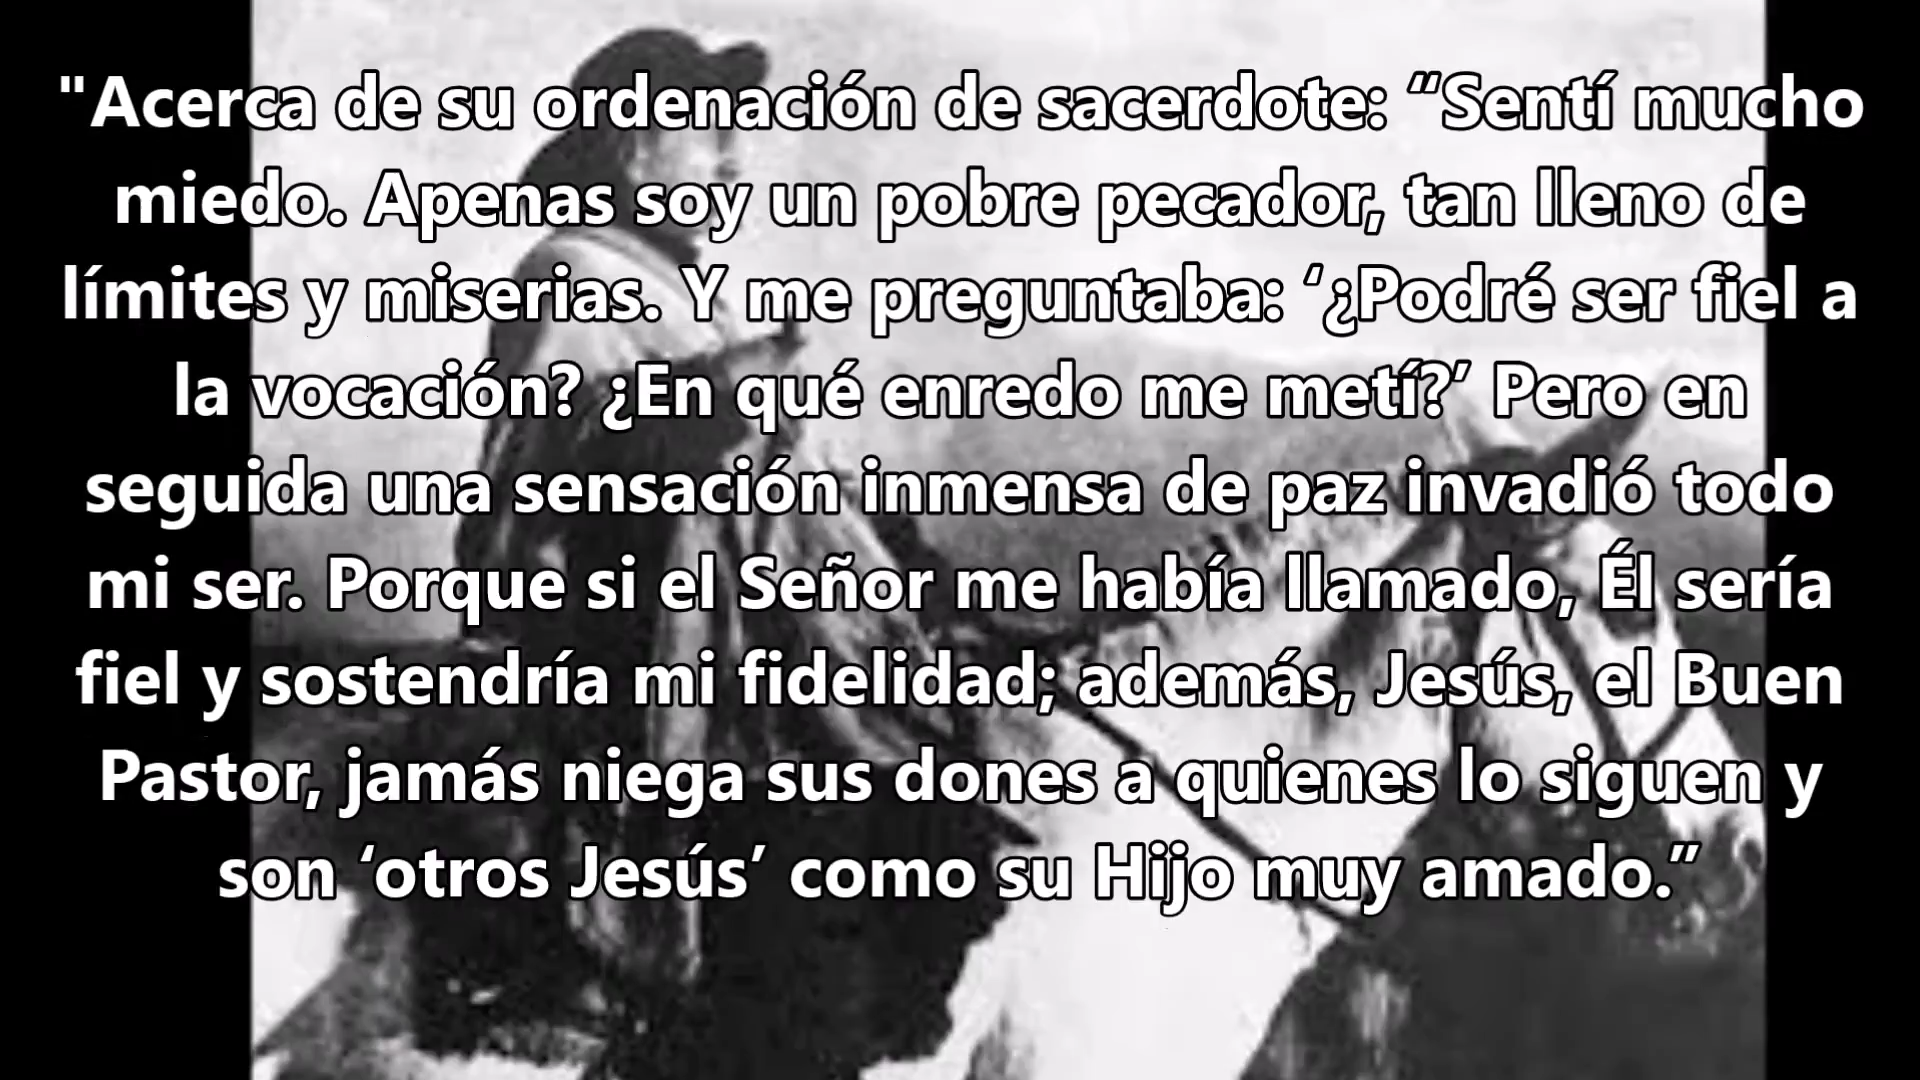 "Acerca de su ordenación de sacerdote: “Sentí mucho
miedo. Apenas soy un pobre pecador, tan lleno de
límites y miserias. Y me preguntaba: ‘¿Podré ser fiel a
la vocación? ¿En qué enredo me metí?’ Pero en
seguida una sensación inmensa de paz invadió todo
mi ser. Porque si el Señor me había llamado, Él sería
fiel y sostendría mi fidelidad; además, Jesús, el Buen
Pastor, jamás niega sus dones a quienes lo siguen y
son ‘otros Jesús’ como su Hijo muy amado.”